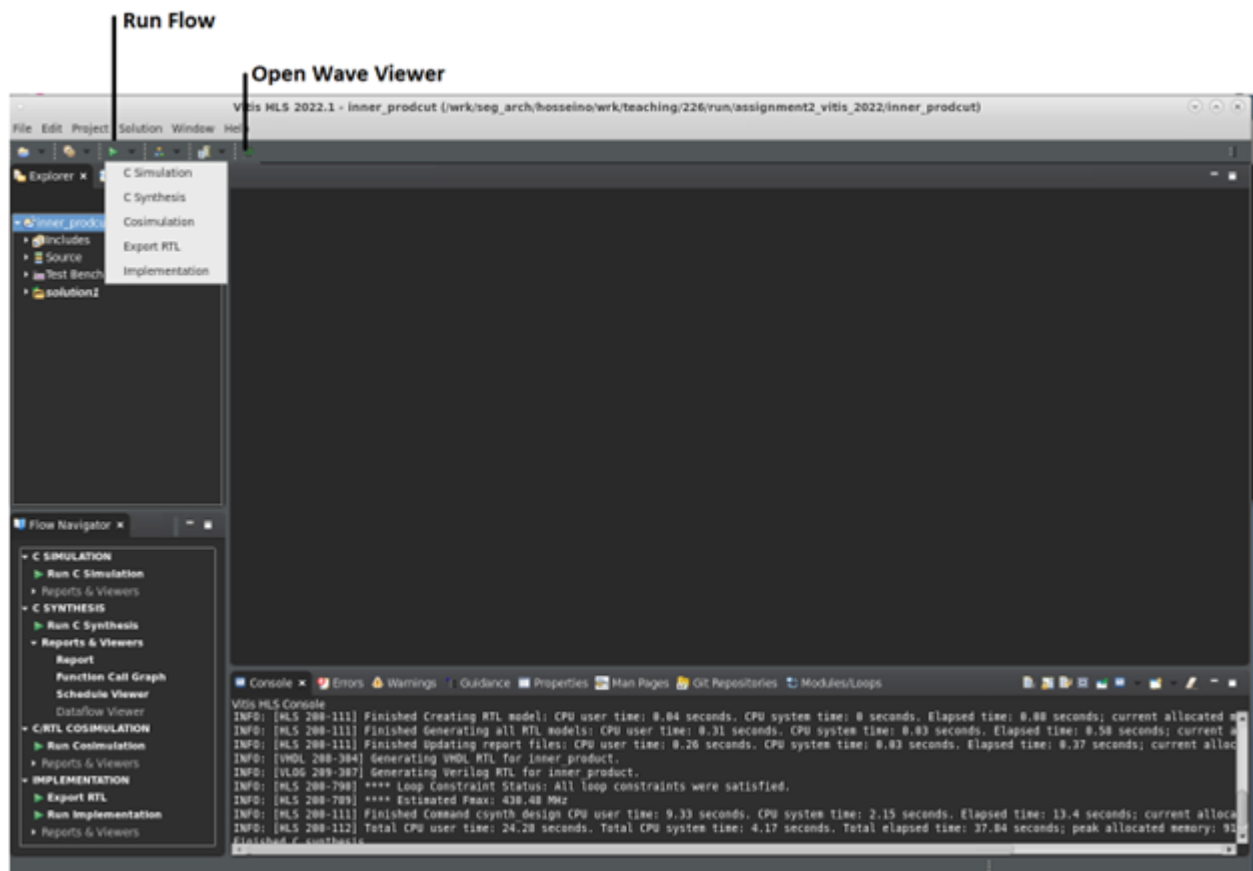 Run Flow
Open Wave Viewer
Vitis HLS 2022.1 - inner_prodcut (/wrk/seg_arch/hosseino/wrk/teaching/226/run/assignment2_vitis_2022/inner_prodcut)
File Edit Project Solution Window Help
Explorer
C Simulation
C Synthesis
Cosimulation
Export RTL
Implementation
inner_prodcu
Includes
Source
Test Bench
solution1
Flow Navigator
C SIMULATION
Run C Simulation
Reports & Viewers
C SYNTHESIS
Run C Synthesis
Reports & Viewers
Report
Function Call Graph
Schedule Viewer
Dataflow Viewer
C/RTL COSIMULATION
Run Cosimulation
Reports & Viewers
IMPLEMENTATION
Export RTL
Run Implementation
Reports & Viewers
Console Errors Warnings Guidance Properties Man Pages Git Repositories Modules/Loops
Vitis HLS Console
INFO: [HLS 200-111] Finished Creating RTL model: CPU user time: 0.04 seconds. CPU system time: 0 seconds. Elapsed time: 0.08 seconds; current allocated
INFO: [HLS 200-111] Finished Generating all RTL models: CPU user time: 0.31 seconds. CPU system time: 0.03 seconds. Elapsed time: 0.58 seconds; current a
INFO: [HLS 200-111] Finished Updating report files: CPU user time: 0.26 seconds. CPU system time: 0.03 seconds. Elapsed time: 0.37 seconds; current alloc
INFO: [VHDL 208-304] Generating VHDL RTL for inner_product.
INFO: [VLOG 209-307] Generating Verilog RTL for inner_product.
INFO: [HLS 200-790] **** Loop Constraint Status: All loop constraints were satisfied.
INFO: [HLS 200-789] **** Estimated Fmax: 430.48 MHz
INFO: [HLS 200-111] Finished Command csynth_design CPU user time: 9.33 seconds. CPU system time: 2.15 seconds. Elapsed time: 13.4 seconds; current alloca
INFO: [HLS 200-112] Total CPU user time: 24.28 seconds. Total CPU system time: 4.17 seconds. Total elapsed time: 37.84 seconds; peak allocated memory: 91
Finished C synthesis